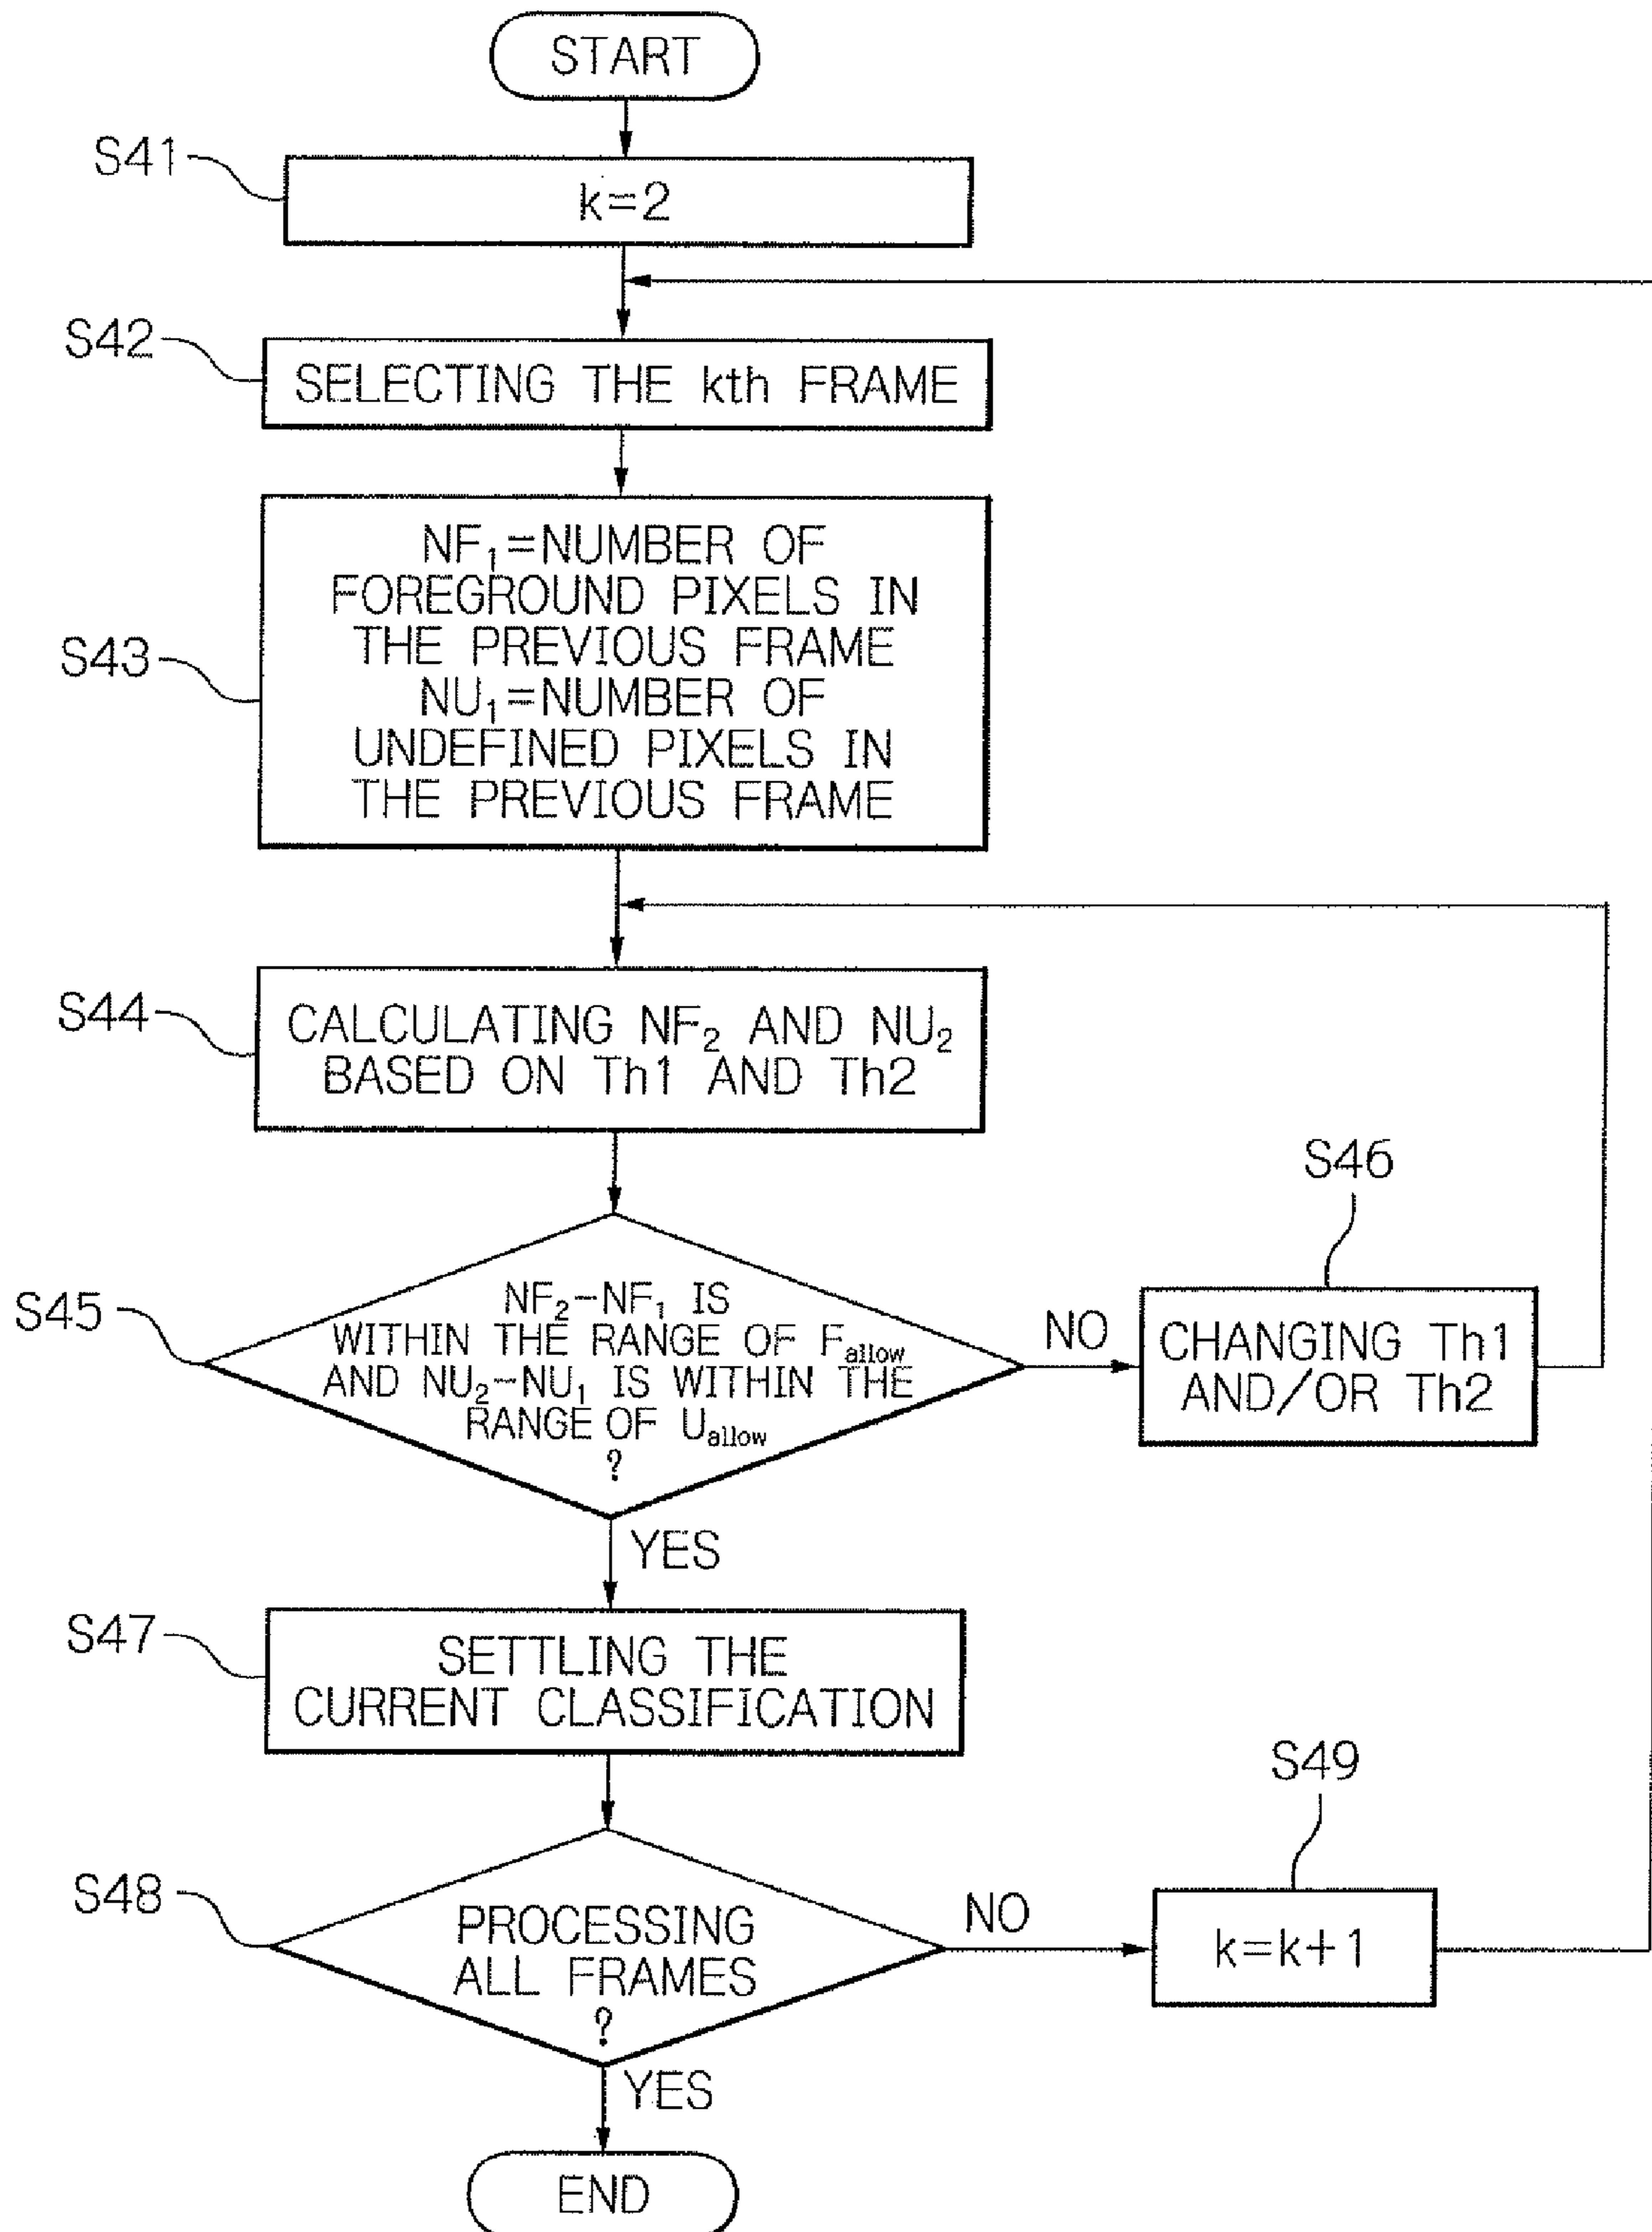 START
S41
k=2
S42
SELECTING THE kth FRAME
S43
NF₁=NUMBER OF
FOREGROUND PIXELS IN
THE PREVIOUS FRAME
NU₁=NUMBER OF
UNDEFINED PIXELS IN
THE PREVIOUS FRAME
S44
CALCULATING NF₂ AND NU₂
BASED ON Th1 AND Th2
S45
NF₂-NF₁ IS
WITHIN THE RANGE OF Fallow
AND NU₂-NU₁ IS WITHIN THE
RANGE OF Uallow
?
NO
S46
CHANGING Th1
AND/OR Th2
YES
S47
SETTLING THE
CURRENT CLASSIFICATION
S48
PROCESSING
ALL FRAMES
?
NO
S49
k=k+1
YES
END